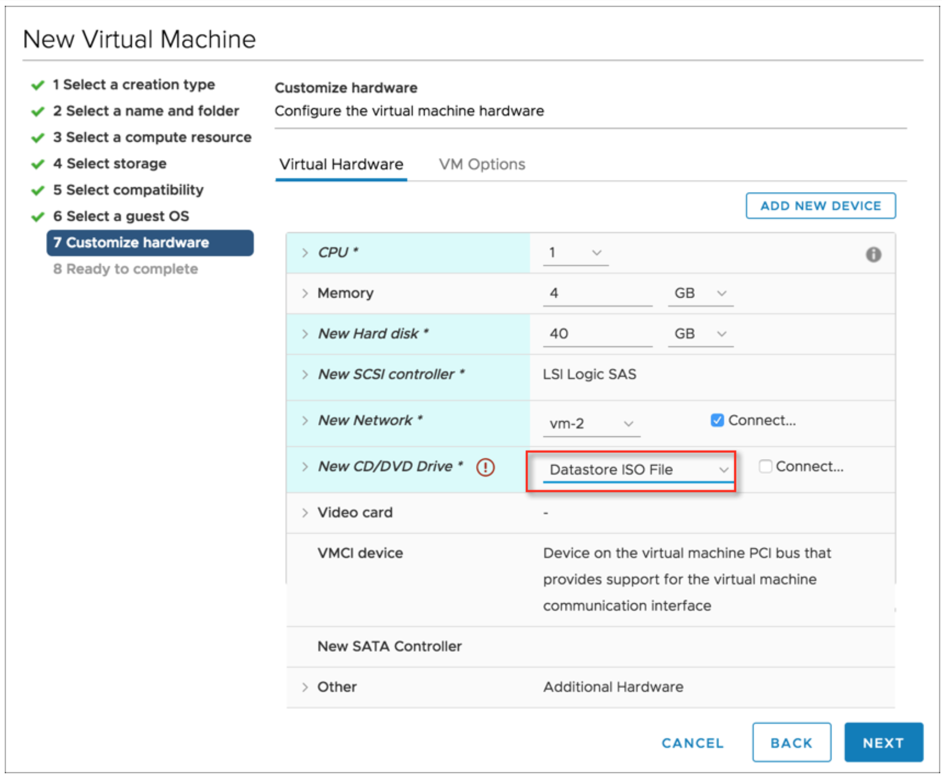 New Virtual Machine
1 Select a creation type
2 Select a name and folder
3 Select a compute resource
4 Select storage
5 Select compatibility
6 Select a guest OS
7 Customize hardware
8 Ready to complete
Customize hardware
Configure the virtual machine hardware
Virtual Hardware VM Options
ADD NEW DEVICE
CPU * 1
Memory 4 GB
New Hard disk * 40 GB
New SCSI controller * LSI Logic SAS
New Network * vm-2 Connect...
New CD/DVD Drive * Datastore ISO File Connect...
Video card -
VMCI device Device on the virtual machine PCI bus that
provides support for the virtual machine
communication interface
New SATA Controller
Other Additional Hardware
CANCEL BACK NEXT